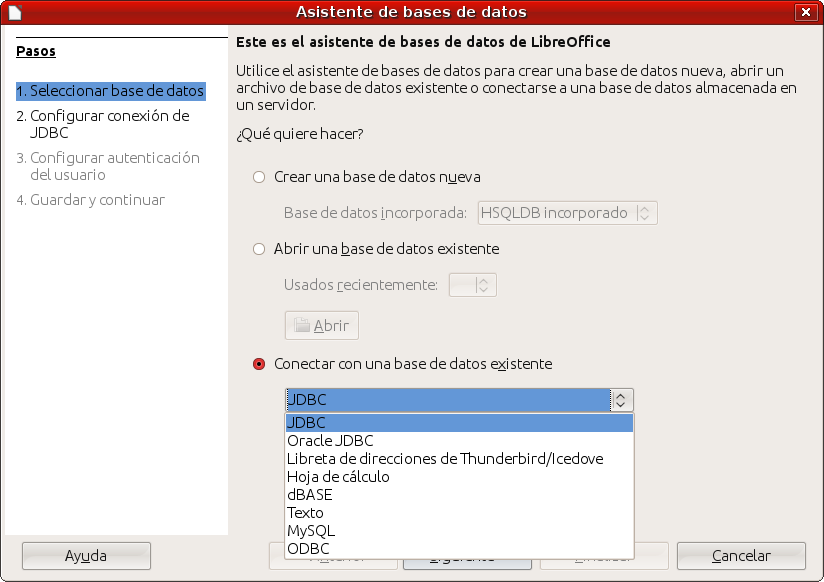 Asistente de bases de datos
Pasos
1. Seleccionar base de datos
2. Configurar conexión de
JDBC
3. Configurar autenticación
del usuario
4. Guardar y continuar
Este es el asistente de bases de datos de LibreOffice
Utilice el asistente de bases de datos para crear una base de datos nueva, abrir un
archivo de base de datos existente o conectarse a una base de datos almacenada en
un servidor.
¿Qué quiere hacer?
Crear una base de datos nueva
Base de datos incorporada: HSQLDB incorporado
Abrir una base de datos existente
Usados recientemente:
Abrir
Conectar con una base de datos existente
JDBC
JDBC
Oracle JDBC
Libreta de direcciones de Thunderbird/Icedove
Hoja de cálculo
dBASE
Texto
MySQL
ODBC
Ayuda
Cancelar